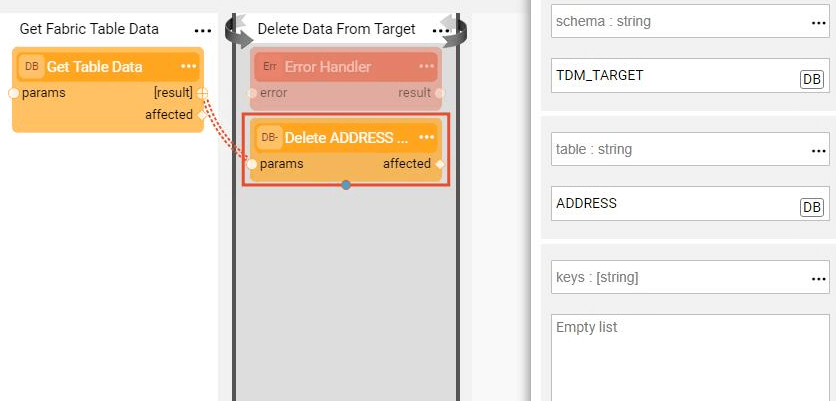 Get Fabric Table Data ...
DB Get Table Data ...
params [result]
affected
Delete Data From Target ...
Err Error Handler ...
error result
DB- Delete ADDRESS ... ...
params affected
schema : string ...
TDM_TARGET DB
table : string ...
ADDRESS DB
keys : [string] ...
Empty list